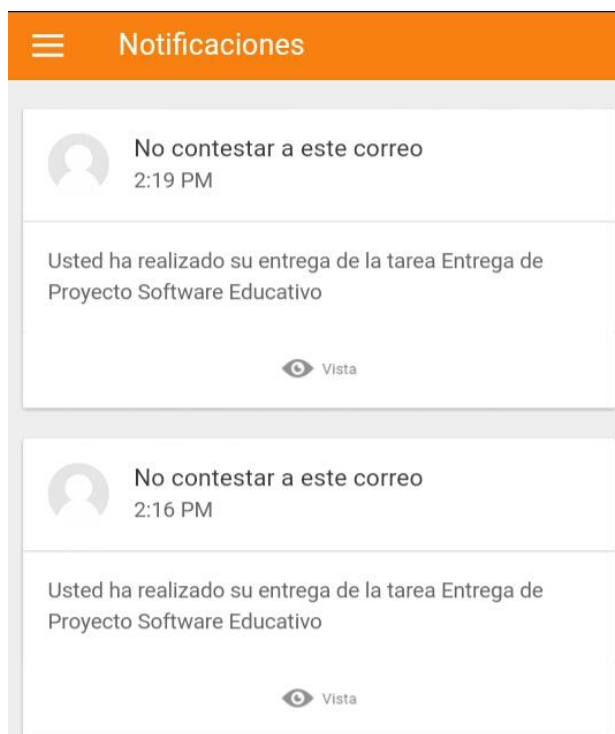 Notificaciones
No contestar a este correo
2:19 PM
Usted ha realizado su entrega de la tarea Entrega de
Proyecto Software Educativo
Vista
No contestar a este correo
2:16 PM
Usted ha realizado su entrega de la tarea Entrega de
Proyecto Software Educativo
Vista